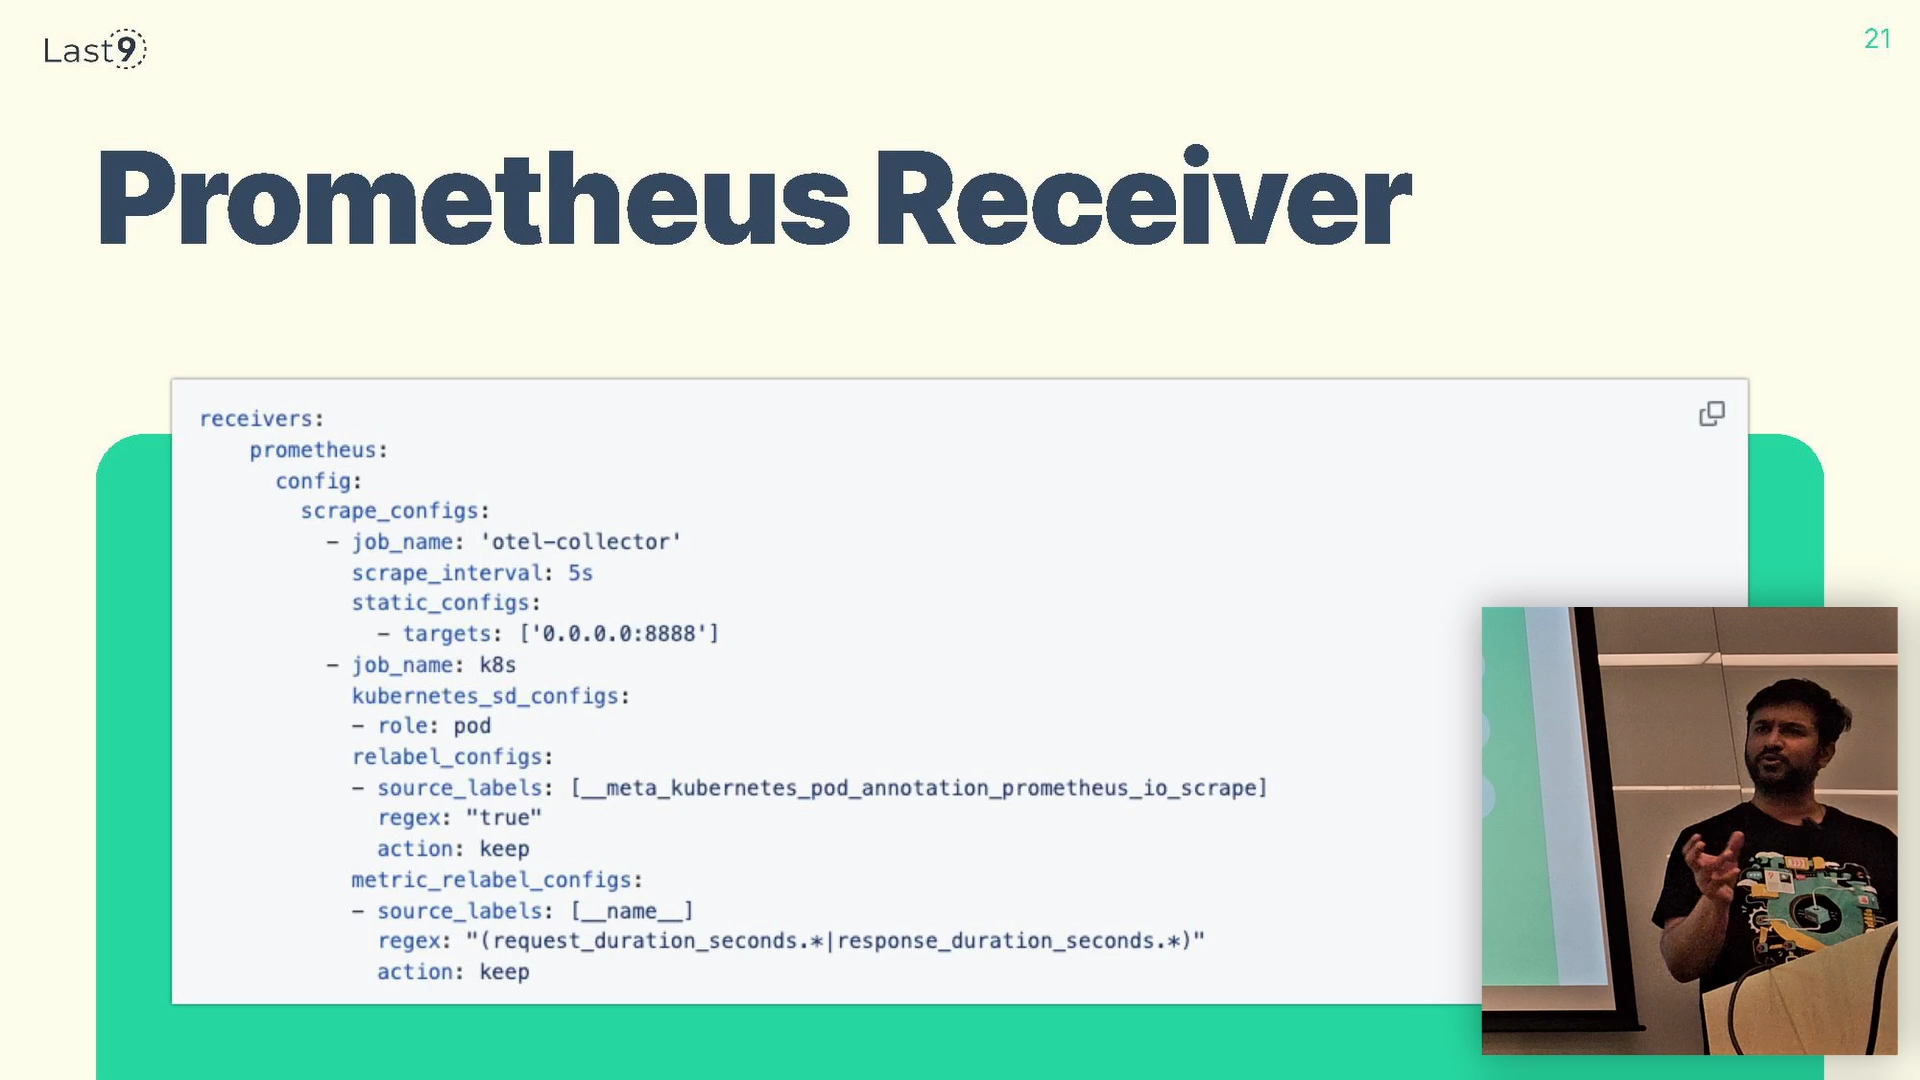 Last9
21
Prometheus Receiver
receivers:
    prometheus:
      config:
        scrape_configs:
          - job_name: 'otel-collector'
            scrape_interval: 5s
            static_configs:
              - targets: ['0.0.0.0:8888']
          - job_name: k8s
            kubernetes_sd_configs:
            - role: pod
            relabel_configs:
            - source_labels: [__meta_kubernetes_pod_annotation_prometheus_io_scrape]
              regex: "true"
              action: keep
            metric_relabel_configs:
            - source_labels: [__name__]
              regex: "(request_duration_seconds.*|response_duration_seconds.*)"
              action: keep